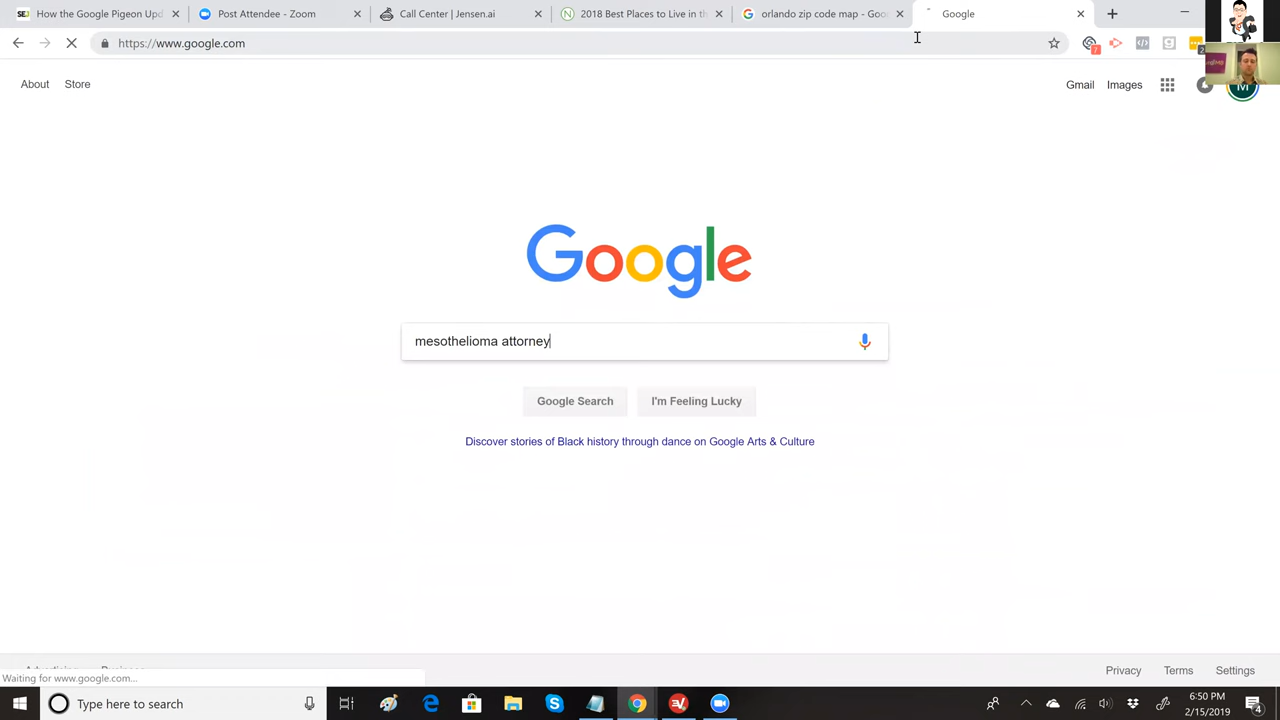 How the Google Pigeon Upd
Post Attendee - Zoom
Call Center | Jensen.ai
2018 Best Places to Live in th
orlando zip code map - Goo
Google
https://www.google.com
7
About
Store
Gmail
Images
Google
mesothelioma attorney
Google Search
I'm Feeling Lucky
Discover stories of Black history through dance on Google Arts & Culture
Waiting for www.google.com...
Privacy
Terms
Settings
Type here to search
6:50 PM
2/15/2019
4